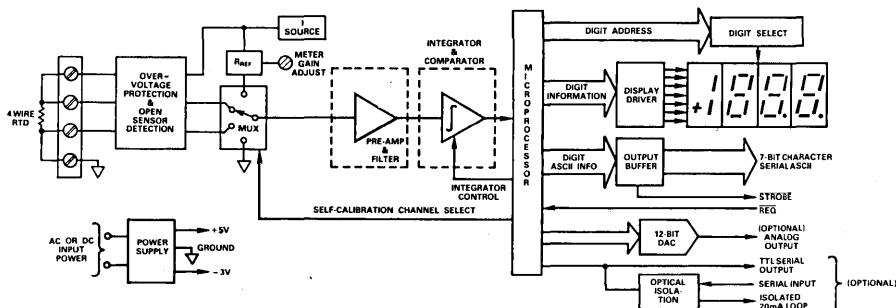 I
SOURCE
DIGIT ADDRESS
DIGIT SELECT
INTEGRATOR
&
COMPARATOR
METER
GAIN
ADJUST
RREF
OVER-
VOLTAGE
PROTECTION
&
OPEN
SENSOR
DETECTION
4 WIRE
RTD
MUX
PRE-AMP
&
FILTER
INTEGRATOR
CONTROL
MICROPROCESSOR
DIGIT
INFORMATION
DISPLAY
DRIVER
+1888.
DIGIT
ASCII INFO
OUTPUT
BUFFER
7-BIT CHARACTER
SERIAL ASCII
STROBE
REQ
SELF-CALIBRATION CHANNEL SELECT
12-BIT
DAC
(OPTIONAL)
ANALOG
OUTPUT
AC OR DC
INPUT
POWER
POWER
SUPPLY
+5V
GROUND
-3V
TTL SERIAL
OUTPUT
OPTICAL
ISOLA-
TION
SERIAL INPUT
ISOLATED
20mA LOOP
(OPTIONAL)